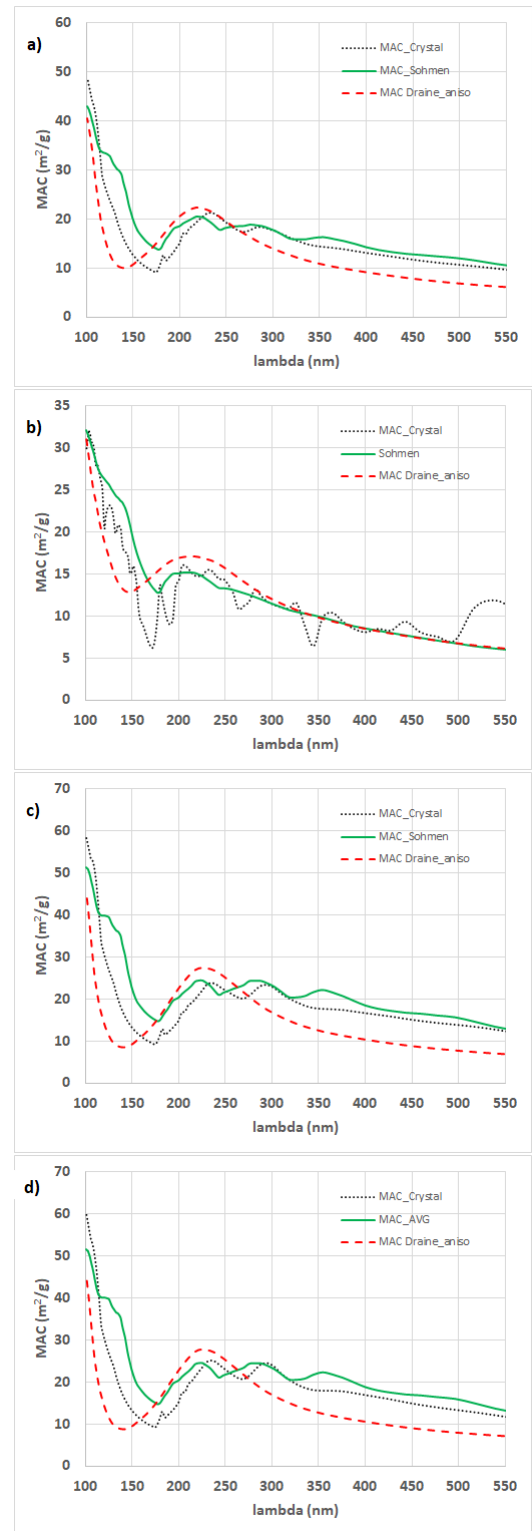 a)
60
50
40
30
20
10
0
MAC (m²/g)
MAC_Crystal
MAC_Sohmen
MAC Draine_aniso
100 150 200 250 300 350 400 450 500 550
lambda (nm)
b)
35
30
25
20
15
10
5
0
MAC (m²/g)
MAC_Crystal
Sohmen
MAC Draine_aniso
100 150 200 250 300 350 400 450 500 550
lambda (nm)
c)
70
60
50
40
30
20
10
0
MAC (m²/g)
MAC_Crystal
MAC_Sohmen
MAC Draine_aniso
100 150 200 250 300 350 400 450 500 550
lambda (nm)
d)
70
60
50
40
30
20
10
0
MAC (m²/g)
MAC_Crystal
MAC_AVG
MAC Draine_aniso
100 150 200 250 300 350 400 450 500 550
lambda (nm)